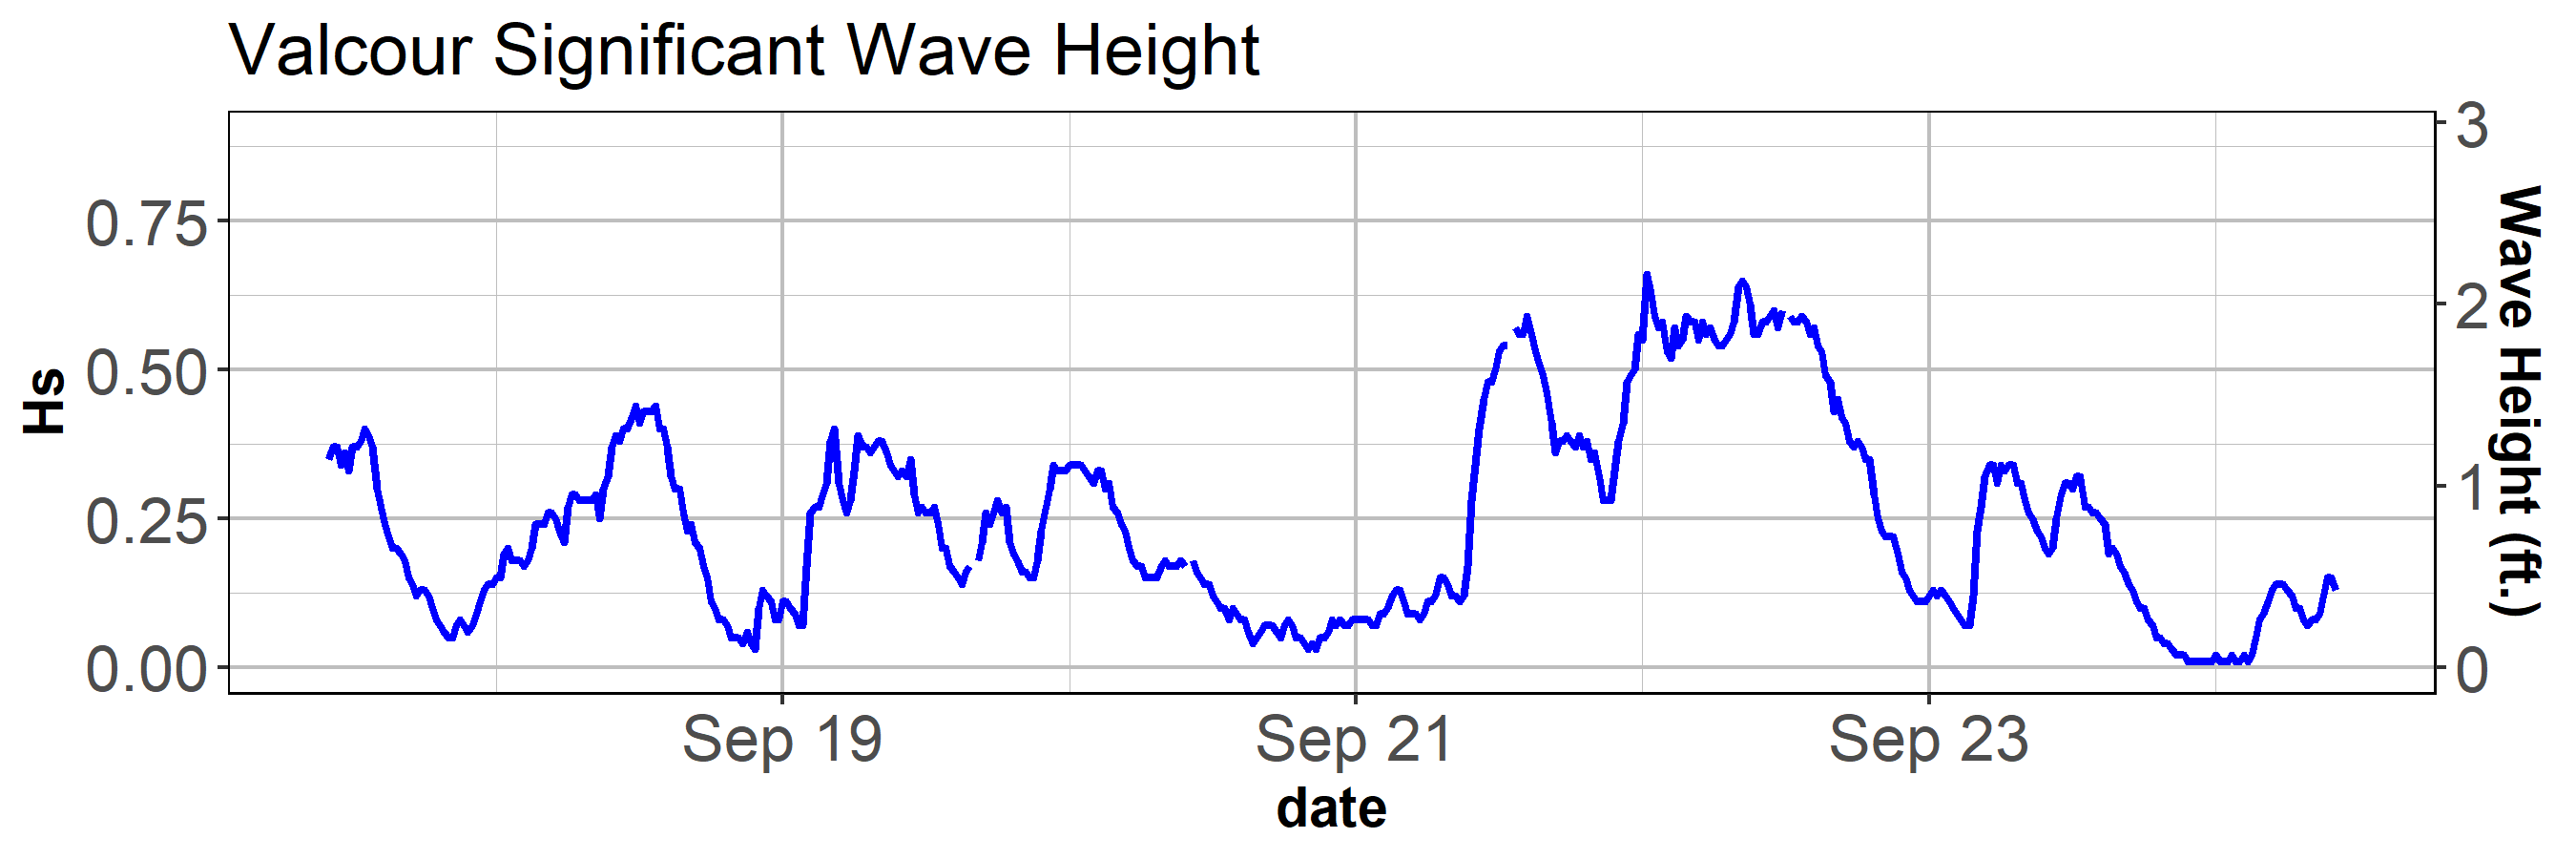 Valcour Significant Wave Height
Hs
0.75
0.50
0.25
0.00
3
2
1
0
Wave Height (ft.)
Sep 19
Sep 21
Sep 23
date